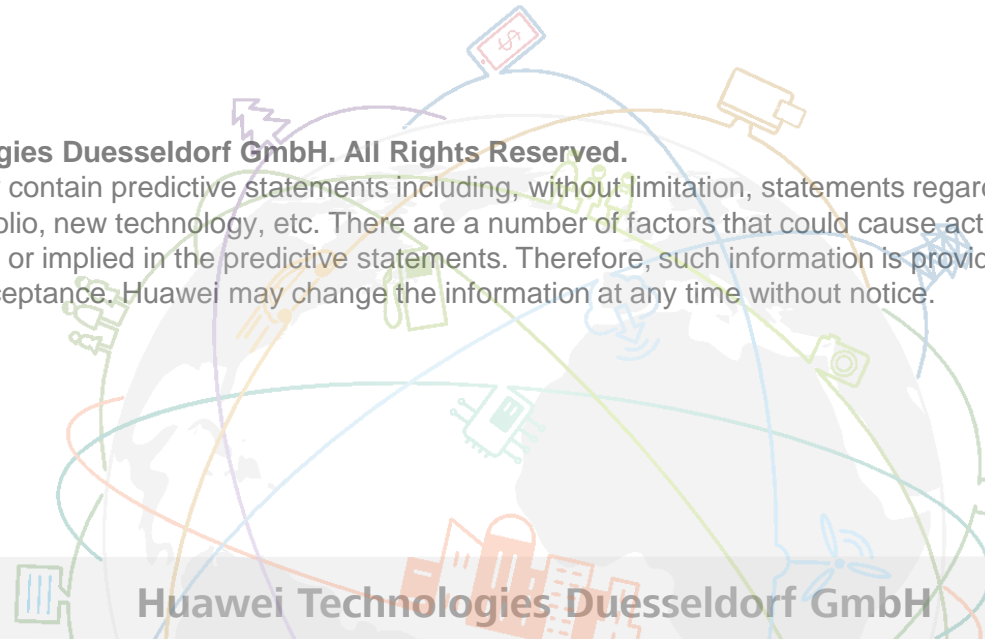 gies Duesseldorf GmbH. All Rights Reserved.
contain predictive statements including, without limitation, statements regard
olio, new technology, etc. There are a number of factors that could cause act
or implied in the predictive statements. Therefore, such information is provid
ceptance. Huawei may change the information at any time without notice.
$
Huawei Technologies Duesseldorf GmbH